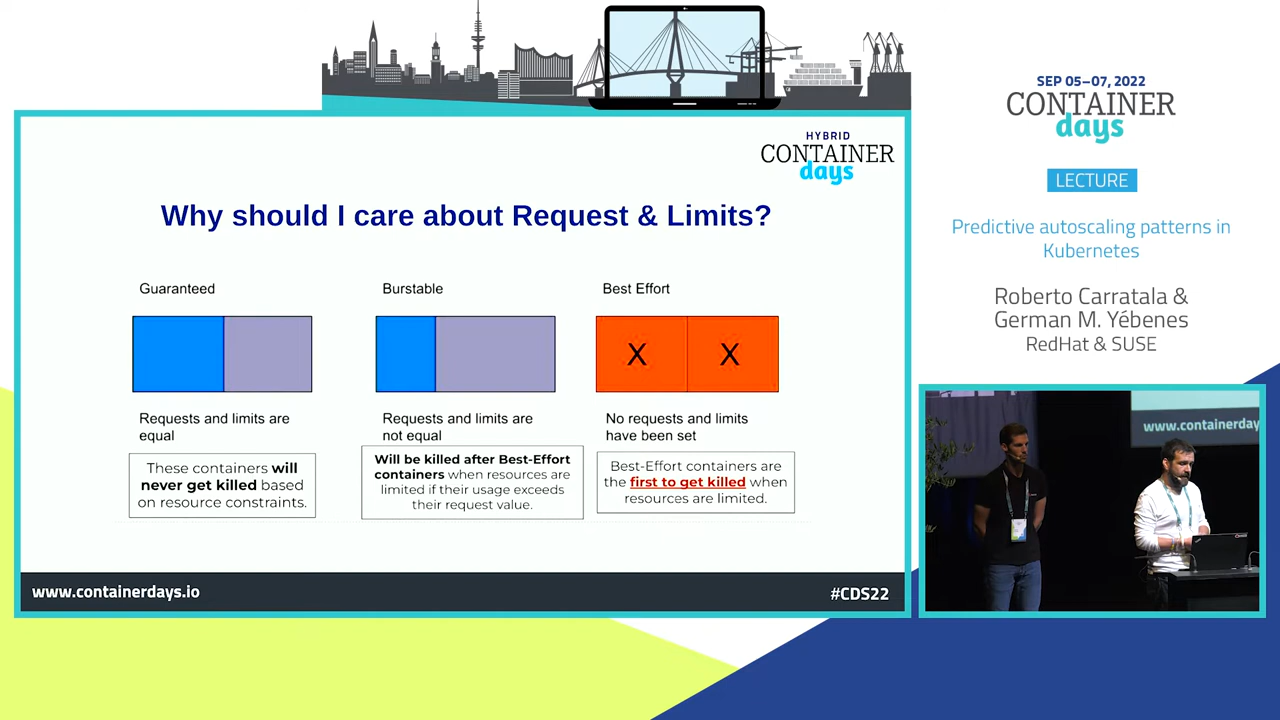 HYBRID
CONTAINER
days
Why should I care about Request & Limits?
Guaranteed
Burstable
Best Effort
X
X
Requests and limits are
equal
Requests and limits are
not equal
No requests and limits
have been set
These containers will
never get killed based
on resource constraints.
Will be killed after Best-Effort
containers when resources are
limited if their usage exceeds
their request value.
Best-Effort containers are
the first to get killed when
resources are limited.
www.containerdays.io
#CDS22
SEP 05–07, 2022
CONTAINER
days
LECTURE
Predictive autoscaling patterns in
Kubernetes
Roberto Carratala &
German M. Yébenes
RedHat & SUSE
www.containerday